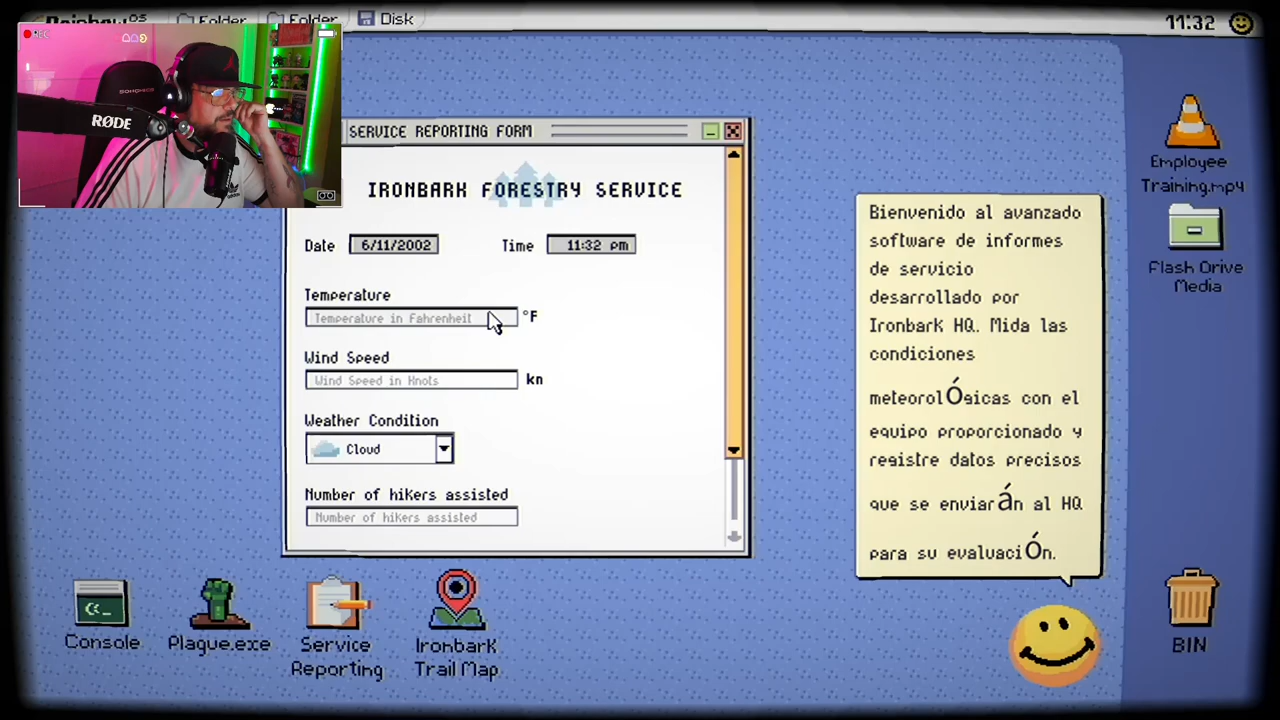 RainbowOS
Folder
Folder
Disk
11:32
REC
SERVICE REPORTING FORM
IRONBARK FORESTRY SERVICE
Date 6/11/2002 Time 11:32 pm
Temperature
Temperature in Fahrenheit °F
Wind Speed
Wind Speed in Knots kn
Weather Condition
Cloud
Number of hikers assisted
Number of hikers assisted
RØDE
Bienvenido al avanzado
software de informes
de servicio
desarrollado por
Ironbark HQ. Mida las
condiciones
meteorolÓgicas con el
equipo proporcionado y
registre datos precisos
que se enviarán al HQ
para su evaluaciÓn.
Employee
Training.mp4
Flash Drive
Media
Console
Plague.exe
Service
Reporting
Ironbark
Trail Map
BIN